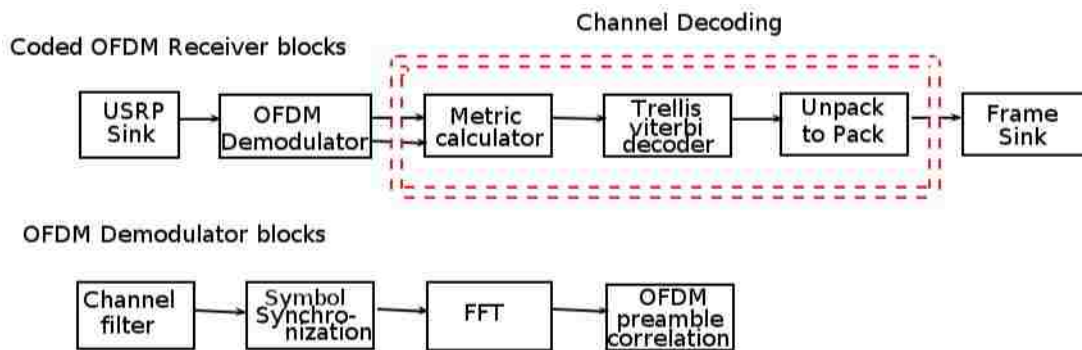 Channel Decoding
Coded OFDM Receiver blocks
USRP
Sink
OFDM
Demodulator
Metric
calculator
Trellis
viterbi
decoder
Unpack
to Pack
Frame
Sink
OFDM Demodulator blocks
Channel
filter
Symbol
Synchro-
nization
FFT
OFDM
preamble
correlation